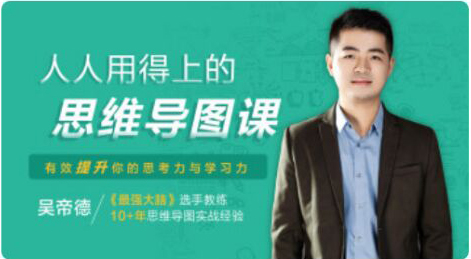 人人用得上的
思维导图课
有效提升你的思考力与学习力
吴帝德
《最强大脑》选手教练
10+年思维导图实战经验